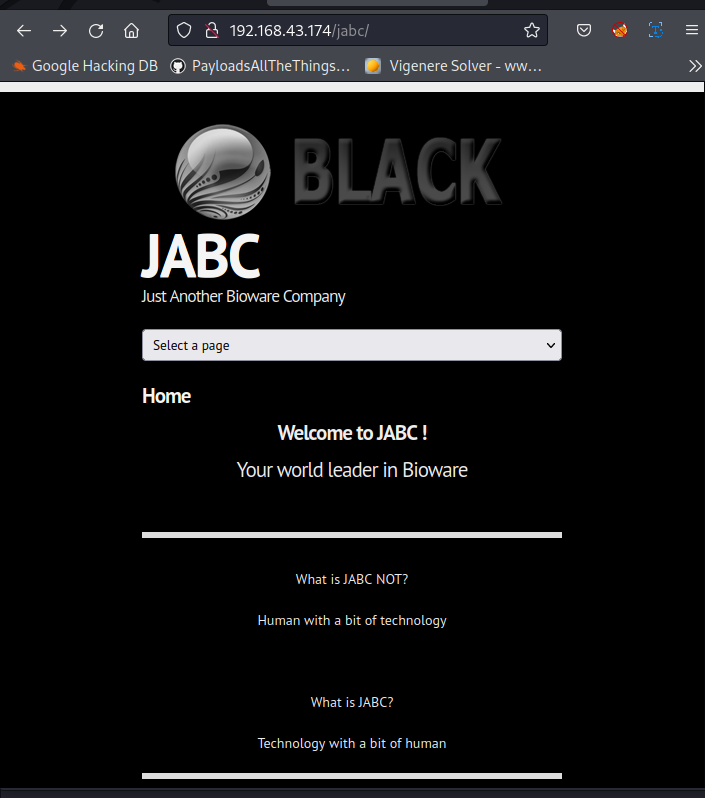 192.168.43.174/jabc/
Google Hacking DB PayloadsAllTheThings… Vigenere Solver - ww…
BLACK
JABC
Just Another Bioware Company
Select a page
Home
Welcome to JABC !
Your world leader in Bioware
What is JABC NOT?
Human with a bit of technology
What is JABC?
Technology with a bit of human